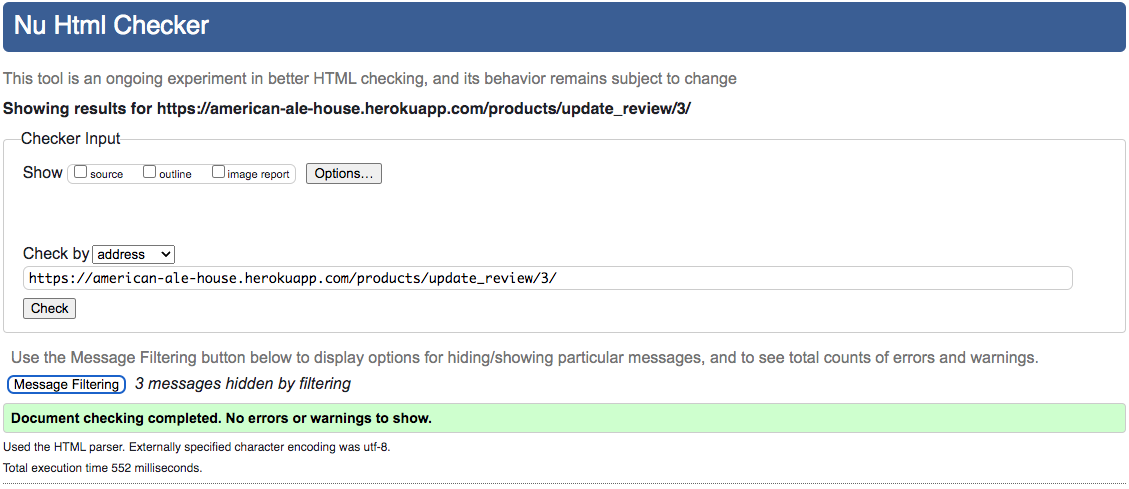 Nu Html Checker
This tool is an ongoing experiment in better HTML checking, and its behavior remains subject to change
Showing results for https://american-ale-house.herokuapp.com/products/update_review/3/
Checker Input
Show source outline image report Options...
Check by address
https://american-ale-house.herokuapp.com/products/update_review/3/
Check
Use the Message Filtering button below to display options for hiding/showing particular messages, and to see total counts of errors and warnings.
Message Filtering 3 messages hidden by filtering
Document checking completed. No errors or warnings to show.
Used the HTML parser. Externally specified character encoding was utf-8.
Total execution time 552 milliseconds.